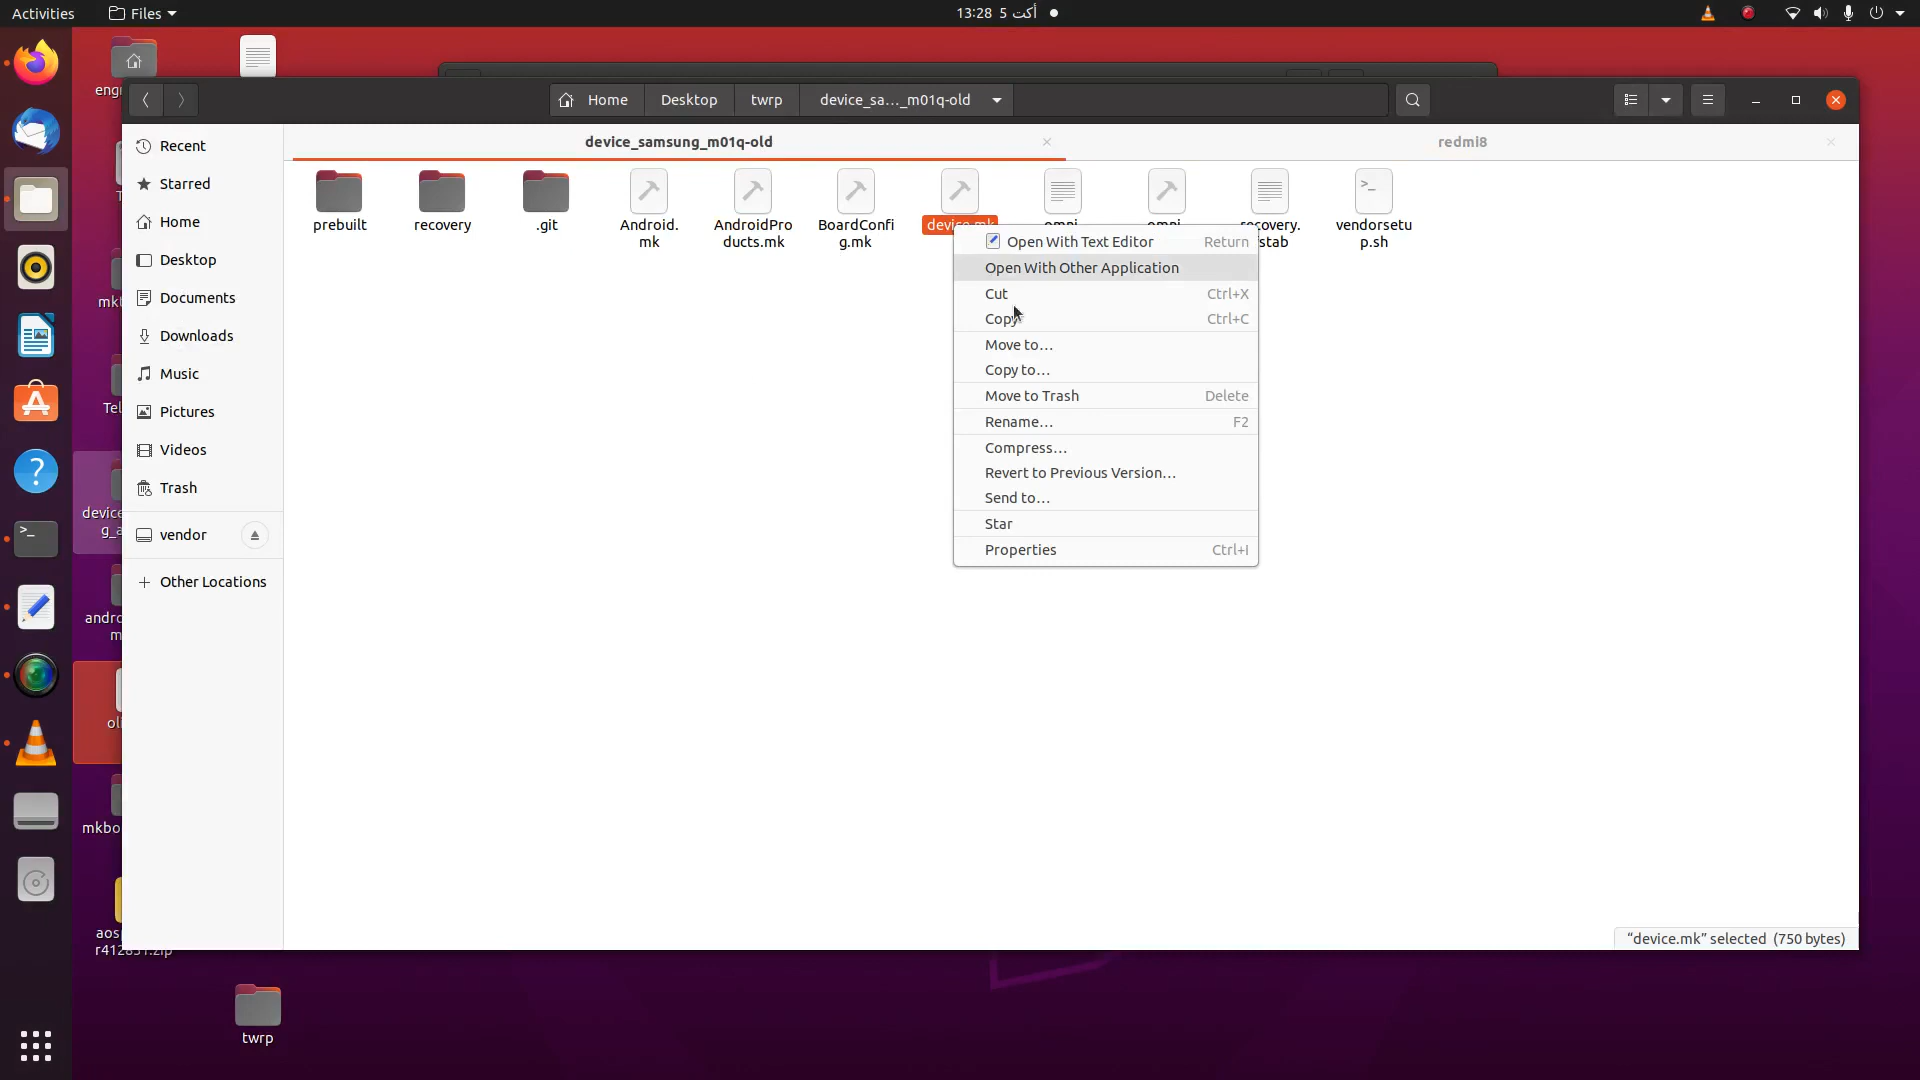 Activities
Files
13:28 5 أكت
Home
Desktop
twrp
device_sa..._m01q-old
device_samsung_m01q-old
redmi8
Recent
Starred
Home
Desktop
Documents
Downloads
Music
Pictures
Videos
Trash
vendor
Other Locations
prebuilt
recovery
.git
Android.
mk
AndroidPro
ducts.mk
BoardConfi
g.mk
device.mk
recovery.
fstab
vendorsetu
p.sh
Open With Text Editor Return
Open With Other Application
Cut Ctrl+X
Copy Ctrl+C
Move to...
Copy to...
Move to Trash Delete
Rename... F2
Compress...
Revert to Previous Version...
Send to...
Star
Properties Ctrl+I
"device.mk" selected (750 bytes)
twrp